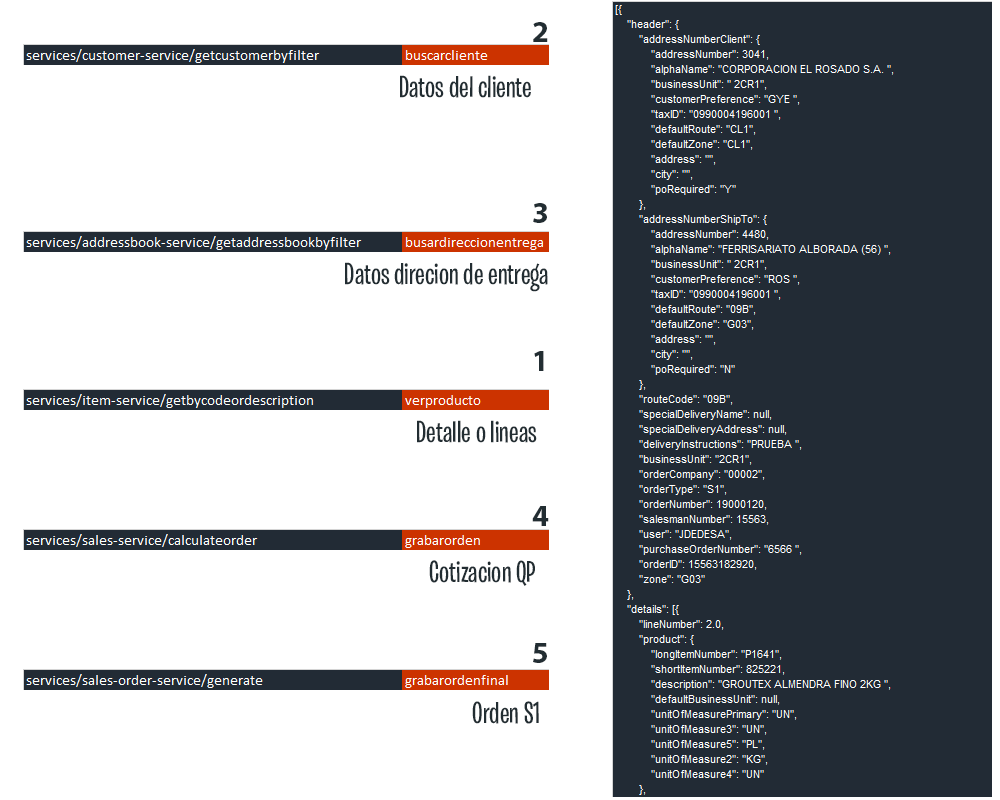 2
services/customer-service/getcustomerbyfilter buscarcliente
Datos del cliente
3
services/addressbook-service/getaddressbookbyfilter busardireccionentrega
Datos direcion de entrega
1
services/item-service/getbycodeordescription verproducto
Detalle o lineas
4
services/sales-service/calculateorder grabarorden
Cotizacion QP
5
services/sales-order-service/generate grabarordenfinal
Orden S1
[{
"header": {
"addressNumberClient": {
"addressNumber": 3041,
"alphaName": "CORPORACION EL ROSADO S.A. ",
"businessUnit": " 2CR1",
"customerPreference": "GYE ",
"taxID": "0990004196001 ",
"defaultRoute": "CL1",
"defaultZone": "CL1",
"address": "",
"city": "",
"poRequired": "Y"
},
"addressNumberShipTo": {
"addressNumber": 4480,
"alphaName": "FERRISARIATO ALBORADA (56) ",
"businessUnit": " 2CR1",
"customerPreference": "ROS ",
"taxID": "0990004196001 ",
"defaultRoute": "09B",
"defaultZone": "G03",
"address": "",
"city": "",
"poRequired": "N"
},
"routeCode": "09B",
"specialDeliveryName": null,
"specialDeliveryAddress": null,
"deliveryInstructions": "PRUEBA ",
"businessUnit": "2CR1",
"orderCompany": "00002",
"orderType": "S1",
"orderNumber": 19000120,
"salesmanNumber": 15563,
"user": "JDEDESA",
"purchaseOrderNumber": "6566 ",
"orderID": 15563182920,
"zone": "G03"
},
"details": [{
"lineNumber": 2.0,
"product": {
"longItemNumber": "P1641",
"shortItemNumber": 825221,
"description": "GROUTEX ALMENDRA FINO 2KG ",
"defaultBusinessUnit": null,
"unitOfMeasurePrimary": "UN",
"unitOfMeasure3": "UN",
"unitOfMeasure5": "PL",
"unitOfMeasure2": "KG",
"unitOfMeasure4": "UN"
},